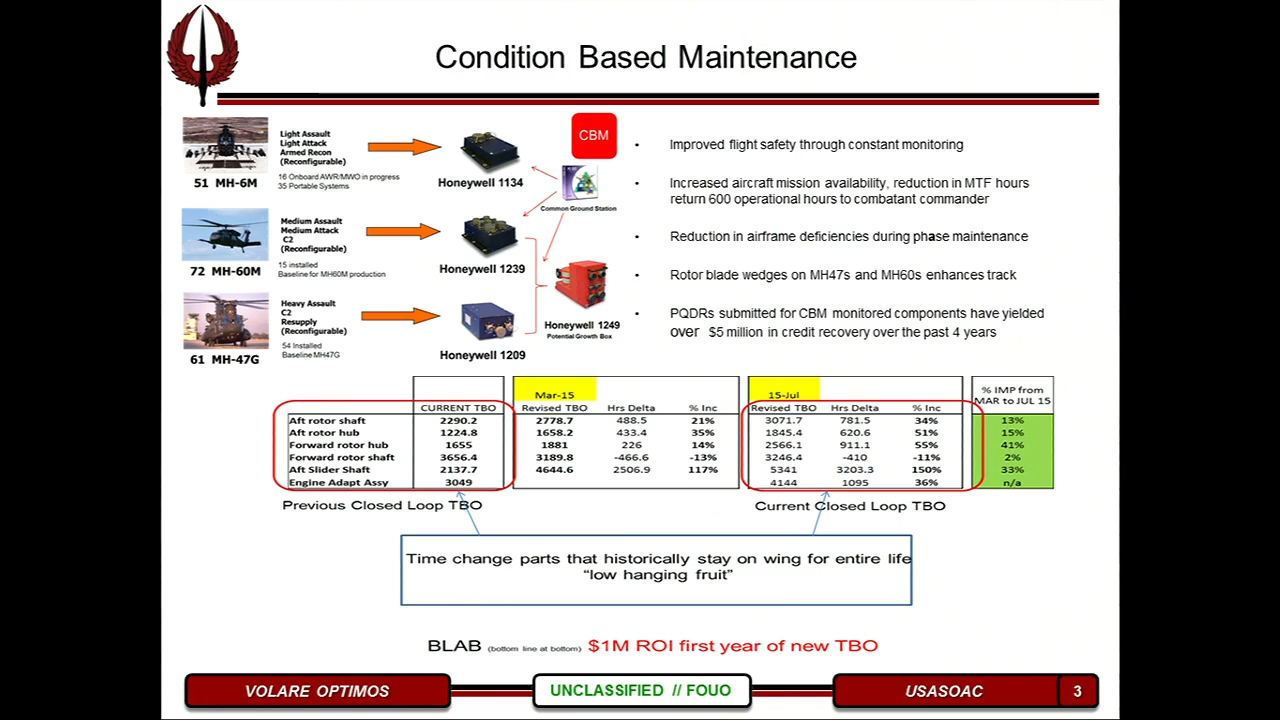 Condition Based Maintenance
Light Assault
Light Attack
Armed Recon
(Reconfigurable)
51 MH-6M
16 Onboard AWR/MWO in progress
35 Portable Systems
Honeywell 1134
CBM
Common Ground Station
Medium Assault
Medium Attack
C2
(Reconfigurable)
72 MH-60M
15 installed
Baseline for MH60M production
Honeywell 1239
Heavy Assault
C2
Resupply
(Reconfigurable)
61 MH-47G
54 Installed
Baseline MH47G
Honeywell 1209
Honeywell 1249
Potential Growth Box
• Improved flight safety through constant monitoring
• Increased aircraft mission availability, reduction in MTF hours
return 600 operational hours to combatant commander
• Reduction in airframe deficiencies during phase maintenance
• Rotor blade wedges on MH47s and MH60s enhances track
• PQDRs submitted for CBM monitored components have yielded
over $5 million in credit recovery over the past 4 years
Mar-15 15-Jul % IMP from
MAR to JUL 15
CURRENT TBO Revised TBO Hrs Delta % Inc Revised TBO Hrs Delta % Inc
Aft rotor shaft 2290.2 2778.7 488.5 21% 3071.7 781.5 34% 13%
Aft rotor hub 1224.8 1658.2 433.4 35% 1845.4 620.6 51% 15%
Forward rotor hub 1655 1881 226 14% 2566.1 911.1 55% 41%
Forward rotor shaft 3656.4 3189.8 -466.6 -13% 3246.4 -410 -11% 2%
Aft Slider Shaft 2137.7 4644.6 2506.9 117% 5341 3203.3 150% 33%
Engine Adapt Assy 3049 4144 1095 36% n/a
Previous Closed Loop TBO
Current Closed Loop TBO
Time change parts that historically stay on wing for entire life
“low hanging fruit”
BLAB (bottom line at bottom) $1M ROI first year of new TBO
VOLARE OPTIMOS
UNCLASSIFIED // FOUO
USASOAC
3